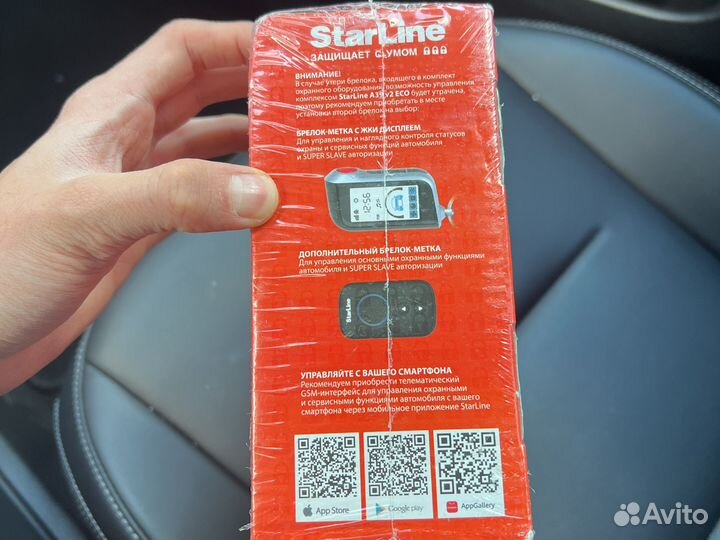 StarLine
ЗАЩИЩАЕТ С УМОМ
ВНИМАНИЕ!
В случае утери брелока, входящего в комплект
охранного оборудования, возможность управления
комплексом StarLine A39 v2 ECO будет утрачена,
поэтому рекомендуем приобретать в месте
установки второй брелок на выбор:
БРЕЛОК-МЕТКА С ЖКИ ДИСПЛЕЕМ
Для управления и наглядного контроля статусов
охраны и сервисных функций автомобиля
и SUPER SLAVE авторизации
12:56
ДОПОЛНИТЕЛЬНЫЙ БРЕЛОК-МЕТКА
Для управления основными охранными функциями
автомобиля и SUPER SLAVE авторизации
StarLine
УПРАВЛЯЙТЕ С ВАШЕГО СМАРТФОНА
Рекомендуем приобрести телематический
GSM-интерфейс для управления охранными
и сервисными функциями автомобиля с вашего
смартфона через мобильное приложение StarLine
App Store
Google play
AppGallery
Avito